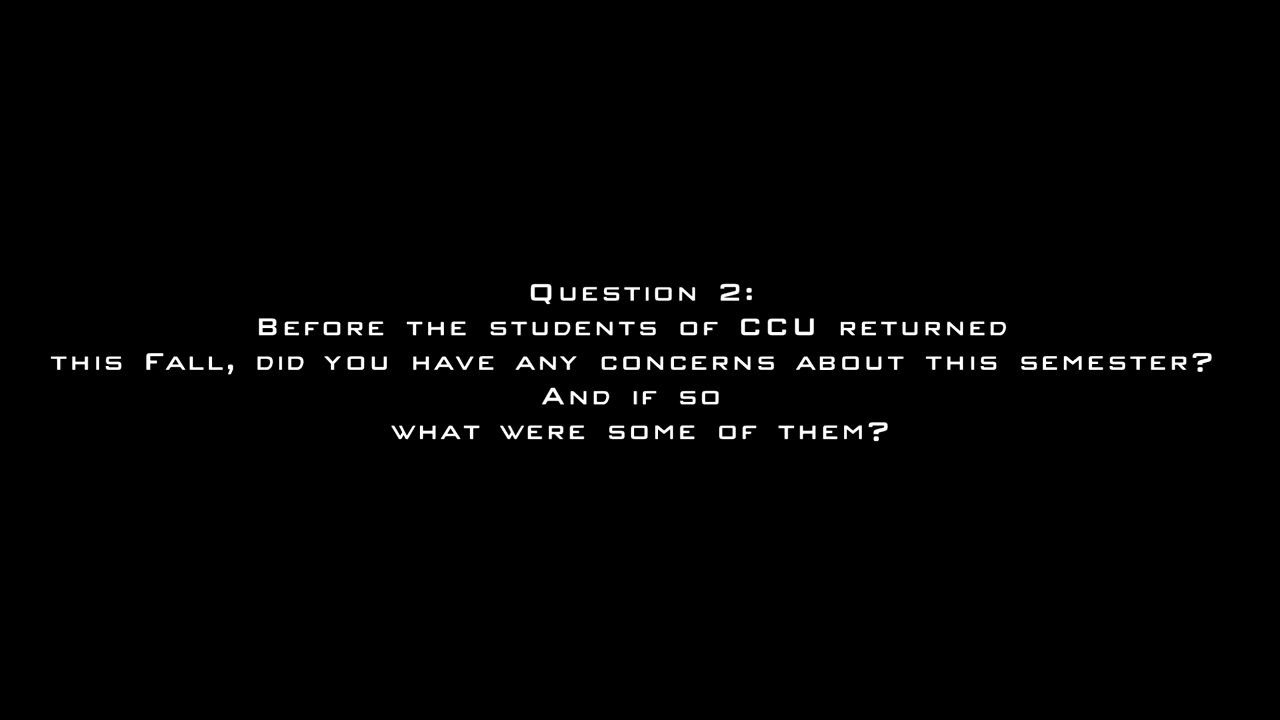 Question 2:
Before the students of CCU returned
this Fall, did you have any concerns about this semester?
And if so
what were some of them?